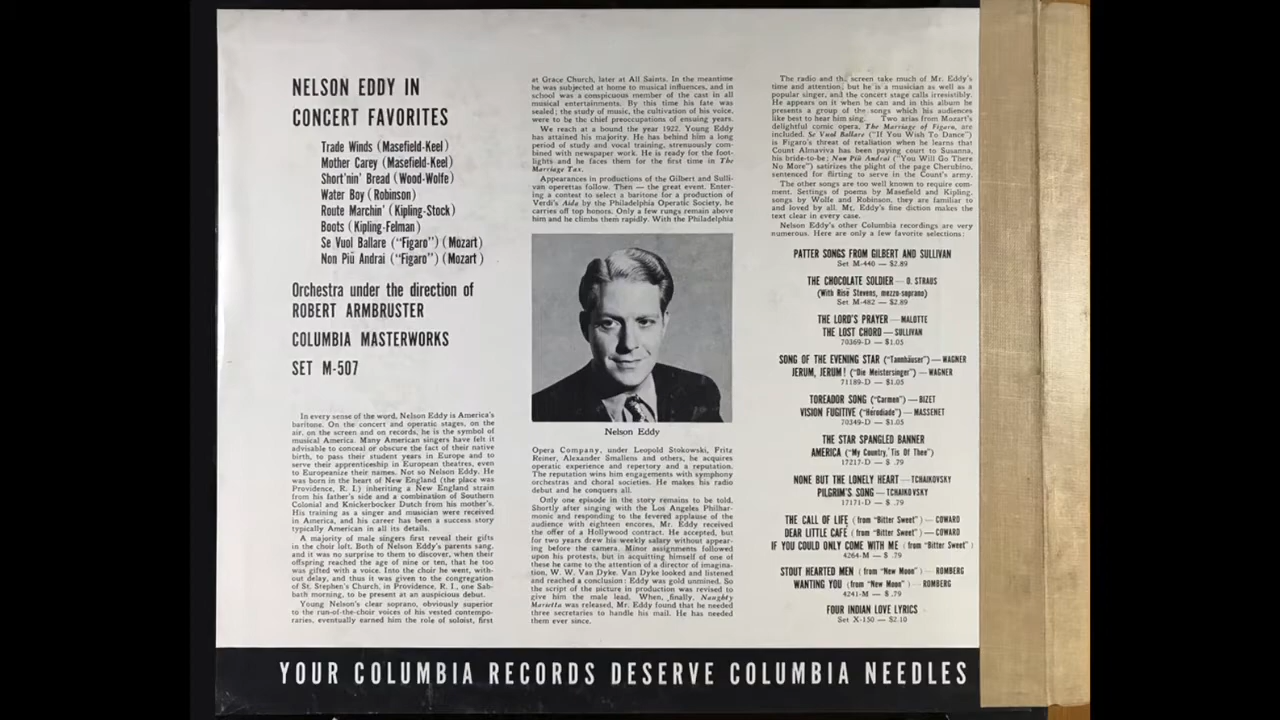 NELSON EDDY IN
CONCERT FAVORITES
Trade Winds (Masefield-Keel)
Mother Carey (Masefield-Keel)
Short'nin' Bread (Wood-Wolfe)
Water Boy (Robinson)
Route Marchin' (Kipling-Stock)
Boots (Kipling-Felman)
Se Vuol Ballare ("Figaro") (Mozart)
Non Più Andrai ("Figaro") (Mozart)
Orchestra under the direction of
ROBERT ARMBRUSTER
COLUMBIA MASTERWORKS
SET M-507
In every sense of the word, Nelson Eddy is America's
baritone. On the concert and operatic stages, on the
air, on the screen and on records, he is the symbol of
musical America. Many American singers have felt it
advisable to conceal or obscure the fact of their native
birth, to pass their student years in Europe and to
serve their apprenticeship in European theatres, even
to Europeanize their names. Not so Nelson Eddy. He
was born in the heart of New England (the place was
Providence, R. I.) inheriting a New England strain
from his father's side and a combination of Southern
Colonial and Knickerbocker Dutch from his mother's.
His training as a singer and musician were received
in America, and his career has been a success story
typically American in all its details.
A majority of male singers first reveal their gifts
in the choir loft. Both of Nelson Eddy's parents sang,
and it was no surprise to them to discover, when their
offspring reached the age of nine or ten, that he too
was gifted with a voice. Into the choir he went, with-
out delay, and thus it was given to the congregation
of St. Stephen's Church, in Providence, R. I., one Sab-
bath morning, to be present at an auspicious debut.
Young Nelson's clear soprano, obviously superior
to the run-of-the-choir voices of his vested contempo-
raries, eventually earned him the role of soloist, first
at Grace Church, later at All Saints. In the meantime
he was subjected at home to musical influences, and in
school was a conspicuous member of the cast in all
musical entertainments. By this time his fate was
sealed; the study of music, the cultivation of his voice,
were to be the chief preoccupations of ensuing years.
We reach at a bound the year 1922. Young Eddy
has attained his majority. He has behind him a long
period of study and vocal training, strenuously com-
bined with newspaper work. He is ready for the foot-
lights and he faces them for the first time in The
Marriage Tax.
Appearances in productions of the Gilbert and Sulli-
van operettas follow. Then — the great event. Enter-
ing a contest to select a baritone for a production of
Verdi's Aida by the Philadelphia Operatic Society, he
carries off top honors. Only a few rungs remain above
him and he climbs them rapidly. With the Philadelphia
Nelson Eddy
Opera Company, under Leopold Stokowski, Fritz
Reiner, Alexander Smallens and others, he acquires
operatic experience and repertory and a reputation.
The reputation wins him engagements with symphony
orchestras and choral societies. He makes his radio
debut and he conquers all.
Only one episode in the story remains to be told.
Shortly after singing with the Los Angeles Philhar-
monic and responding to the fevered applause of the
audience with eighteen encores, Mr. Eddy received
the offer of a Hollywood contract. He accepted, but
for two years drew his weekly salary without appear-
ing before the camera. Minor assignments followed
upon his protests, but in acquitting himself of one of
these he came to the attention of a director of imagina-
tion, W. W. Van Dyke. Van Dyke looked and listened
and reached a conclusion: Eddy was gold unmined. So
the script of the picture in production was revised to
give him the male lead. When, finally, Naughty
Marietta was released, Mr. Eddy found that he needed
three secretaries to handle his mail. He has needed
them ever since.
The radio and the screen take much of Mr. Eddy's
time and attention, but he is a musician as well as a
popular singer, and the concert stage calls irresistibly.
He appears on it when he can and in this album he
presents a group of the songs which his audiences
like best to hear him sing. Two arias from Mozart's
delightful comic opera, The Marriage of Figaro, are
included. Se Vuol Ballare ("If You Wish To Dance")
is Figaro's threat of retaliation when he learns that
Count Almaviva has been paying court to Susanna,
his bride-to-be; Non Più Andrai ("You Will Go There
No More") satirizes the plight of the page Cherubino,
sentenced for flirting to serve in the Count's army.
The other songs are too well known to require com-
ment. Settings of poems by Masefield and Kipling,
songs by Wolfe and Robinson, they are familiar to
and loved by all. Mr. Eddy's fine diction makes the
text clear in every case.
Nelson Eddy's other Columbia recordings are very
numerous. Here are only a few favorite selections:
PATTER SONGS FROM GILBERT AND SULLIVAN
Set M-440 — $2.89
THE CHOCOLATE SOLDIER — O. STRAUS
(With Risë Stevens, mezzo-soprano)
Set M-482 — $2.89
THE LORD'S PRAYER — MALOTTE
THE LOST CHORD — SULLIVAN
70369-D — $1.05
SONG OF THE EVENING STAR ("Tannhäuser") — WAGNER
JERUM, JERUM! ("Die Meistersinger") — WAGNER
71189-D — $1.05
TOREADOR SONG ("Carmen") — BIZET
VISION FUGITIVE ("Hérodiade") — MASSENET
70349-D — $1.05
THE STAR SPANGLED BANNER
AMERICA ("My Country, 'Tis Of Thee")
17217-D — $ .79
NONE BUT THE LONELY HEART — TCHAIKOVSKY
PILGRIM'S SONG — TCHAIKOVSKY
17171-D — $ .79
THE CALL OF LIFE (from "Bitter Sweet") — COWARD
DEAR LITTLE CAFÉ (from "Bitter Sweet") — COWARD
IF YOU COULD ONLY COME WITH ME (from "Bitter Sweet")
4264-M — $ .79
STOUT HEARTED MEN (from "New Moon") — ROMBERG
WANTING YOU (from "New Moon") — ROMBERG
4241-M — $ .79
FOUR INDIAN LOVE LYRICS
Set X-150 — $2.10
YOUR COLUMBIA RECORDS DESERVE COLUMBIA NEEDLES